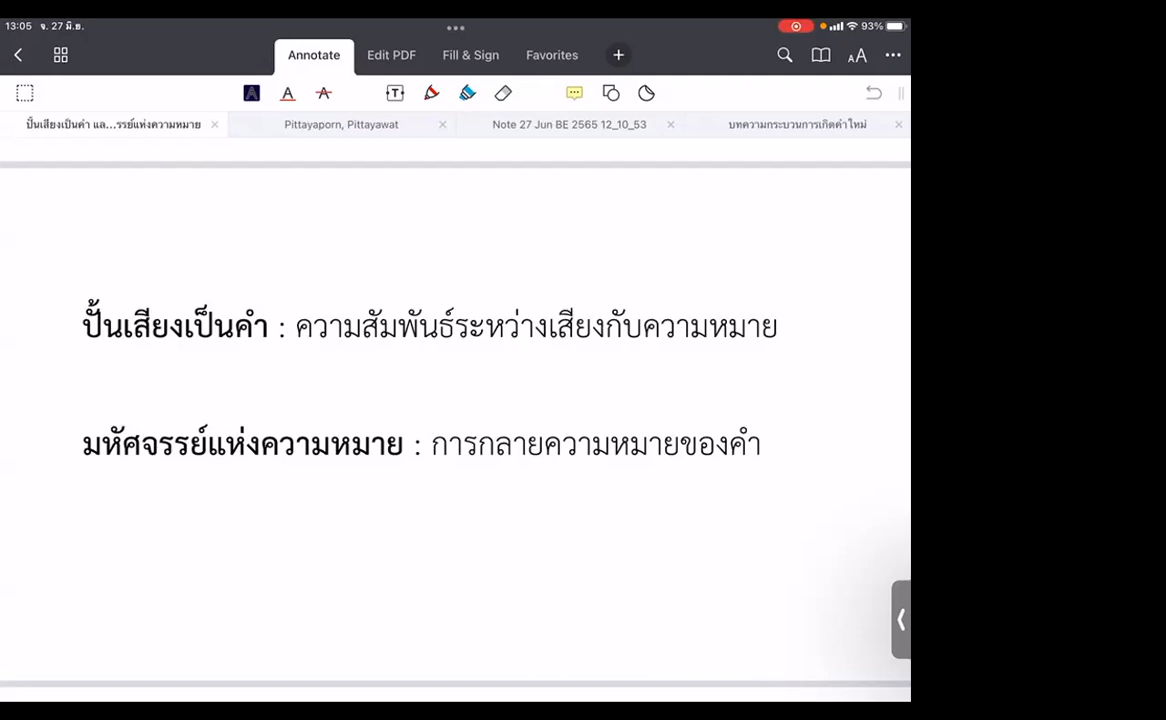 13:05 จ. 27 มิ.ย. 93%
Annotate Edit PDF Fill & Sign Favorites
ปั้นเสียงเป็นคำ แล...รรย์แห่งความหมาย Pittayaporn, Pittayawat Note 27 Jun BE 2565 12_10_53 บทความกระบวนการเกิดคำใหม่
ปั้นเสียงเป็นคำ : ความสัมพันธ์ระหว่างเสียงกับความหมาย
มหัศจรรย์แห่งความหมาย : การกลายความหมายของคำ